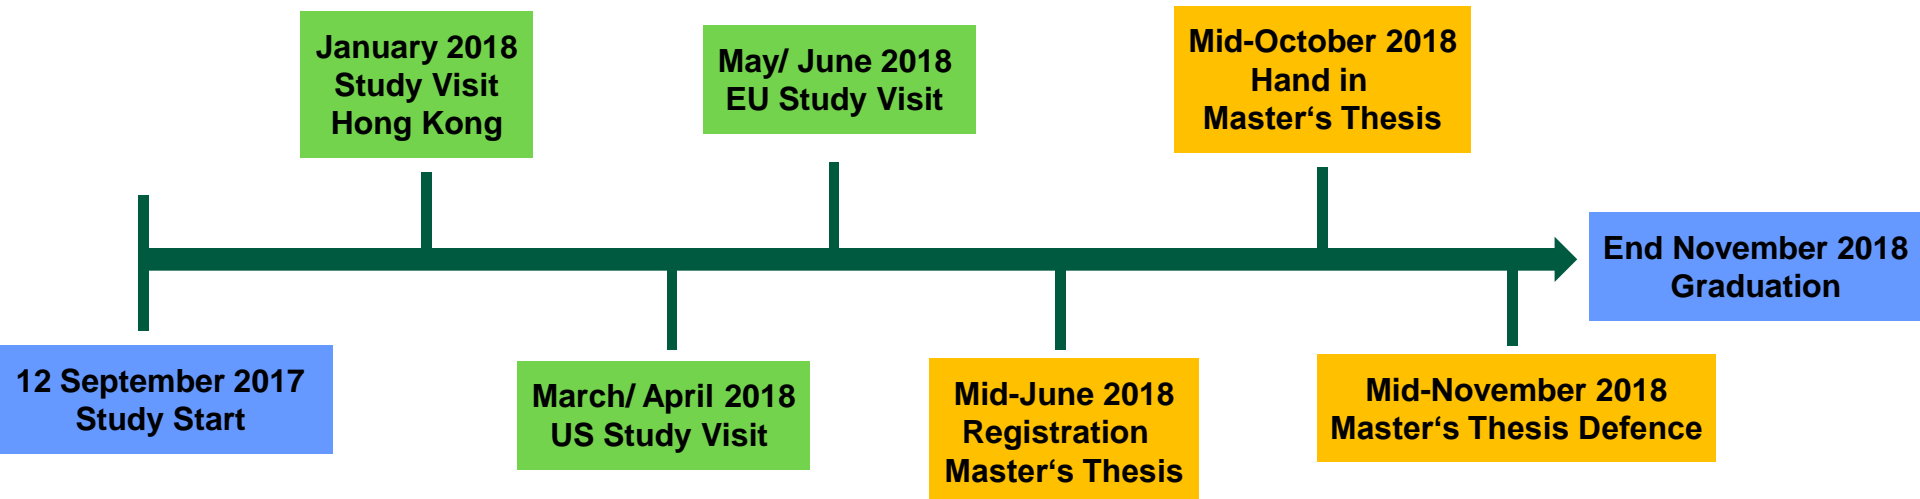 January 2018
Study Visit
Hong Kong
May/ June 2018
EU Study Visit
Mid-October 2018
Hand in
Master‘s Thesis
End November 2018
Graduation
12 September 2017
Study Start
March/ April 2018
US Study Visit
Mid-June 2018
Registration
Master‘s Thesis
Mid-November 2018
Master‘s Thesis Defence